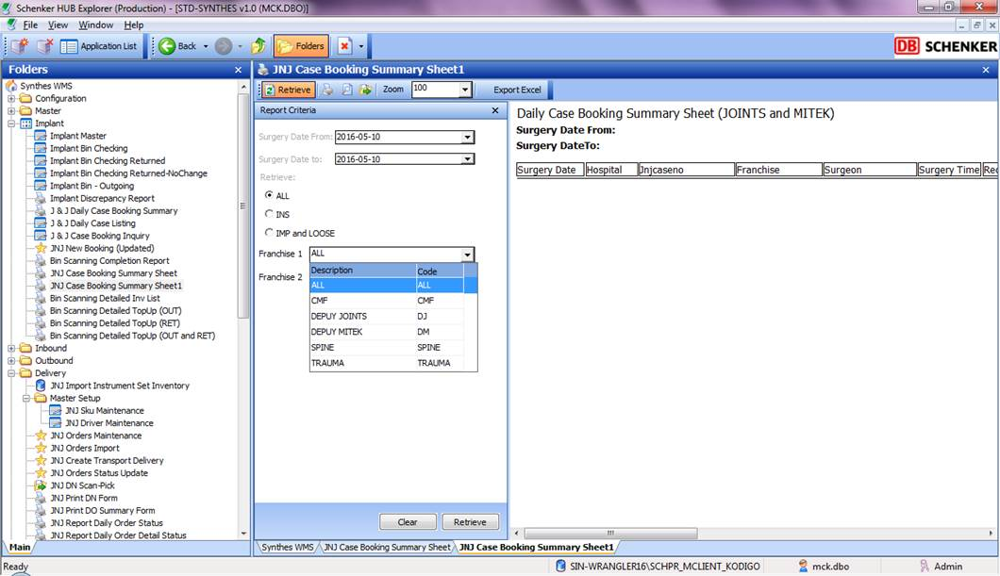 Schenker HUB Explorer (Production) - [STD-SYNTHES v1.0 (MCK.DBO)]
File View Window Help
Application List Back Folders
DB SCHENKER
Folders
Synthes WMS
Configuration
Master
Implant
Implant Master
Implant Bin Checking
Implant Bin Checking Returned
Implant Bin Checking Returned-NoChange
Implant Bin - Outgoing
Implant Discrepancy Report
J & J Daily Case Booking Summary
J & J Daily Case Listing
J & J Case Booking Inquiry
JNJ New Booking (Updated)
Bin Scanning Completion Report
JNJ Case Booking Summary Sheet
JNJ Case Booking Summary Sheet1
Bin Scanning Detailed Inv List
Bin Scanning Detailed TopUp (OUT)
Bin Scanning Detailed TopUp (RET)
Bin Scanning Detailed TopUp (OUT and RET)
Inbound
Outbound
Delivery
JNJ Import Instrument Set Inventory
Master Setup
JNJ Sku Maintenance
JNJ Driver Maintenance
JNJ Orders Maintenance
JNJ Orders Import
JNJ Create Transport Delivery
JNJ Orders Status Update
JNJ DN Scan-Pick
JNJ Print DN Form
JNJ Print DO Summary Form
JNJ Report Daily Order Status
JNJ Report Daily Order Detail Status
Main
JNJ Case Booking Summary Sheet1
Retrieve Zoom 100 Export Excel
Report Criteria
Surgery Date From: 2016-05-10
Surgery Date to: 2016-05-10
Retrieve:
ALL
INS
IMP and LOOSE
Franchise 1 ALL
Franchise 2
Description Code
ALL ALL
CMF CMF
DEPUY JOINTS DJ
DEPUY MITEK DM
SPINE SPINE
TRAUMA TRAUMA
Clear Retrieve
Daily Case Booking Summary Sheet (JOINTS and MITEK)
Surgery Date From:
Surgery DateTo:
Surgery Date Hospital Jnjcaseno Franchise Surgeon Surgery Time Rec
Synthes WMS JNJ Case Booking Summary Sheet JNJ Case Booking Summary Sheet1
Ready SIN-WRANGLER16\SCHPR_MCLIENT_KODIGO mck.dbo Admin